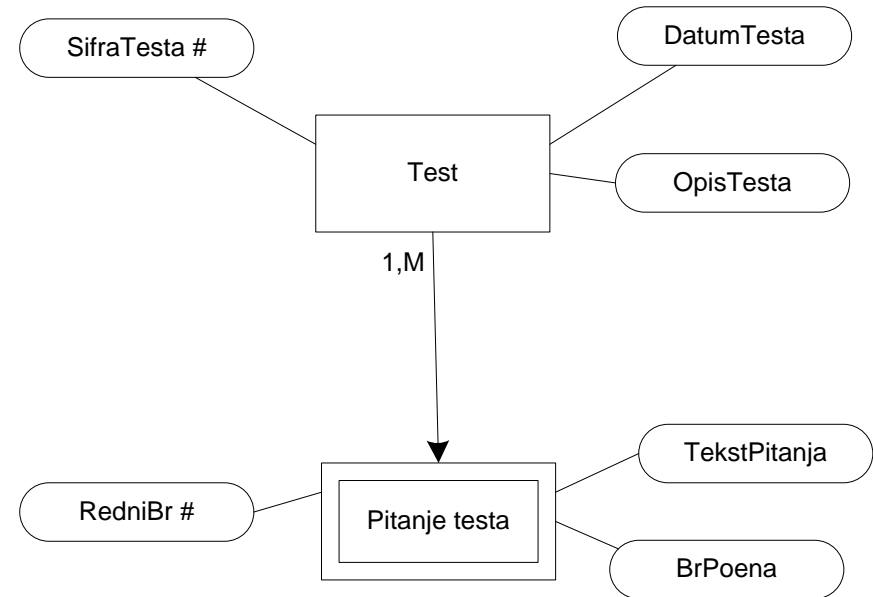 SifraTesta #
DatumTesta
Test
OpisTesta
1,M
TekstPitanja
RedniBr #
Pitanje testa
BrPoena